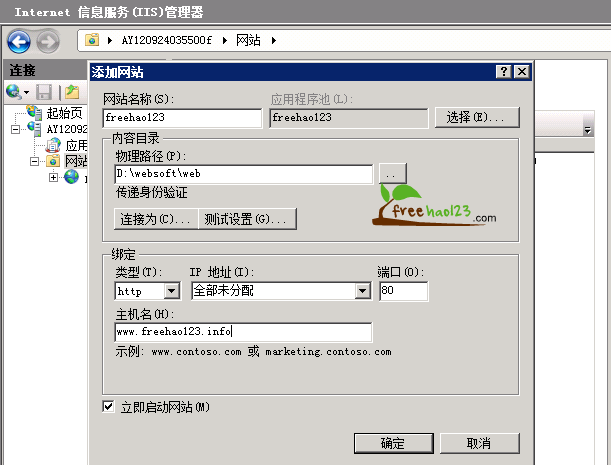 Internet 信息服务(IIS)管理器
AY120924035500f 网站
连接
添加网站
起始页
AY1209
应用
网站
网站名称(S):
应用程序池(L):
freehao123
freehao123
选择(E)...
内容目录
物理路径(P):
D:\websoft\web
..
传递身份验证
连接为(C)...
测试设置(G)...
freehao123.com
绑定
类型(T):
IP 地址(I):
端口(O):
http
全部未分配
80
主机名(H):
www.freehao123.info
示例: www.contoso.com 或 marketing.contoso.com
立即启动网站(M)
确定
取消